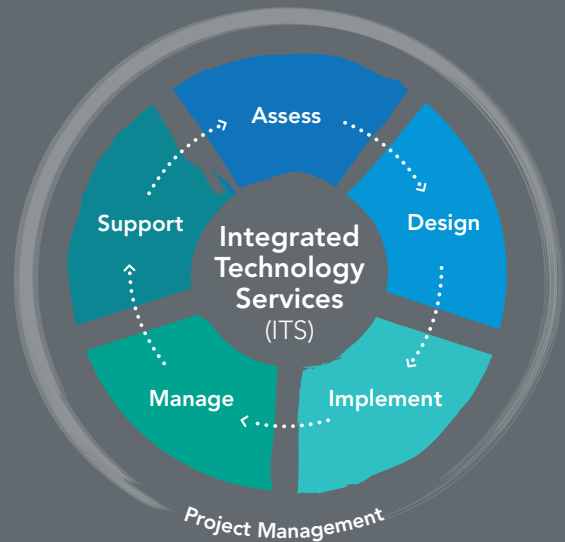 Assess
Design
Implement
Manage
Support
Integrated
Technology
Services
(ITS)
Project Management